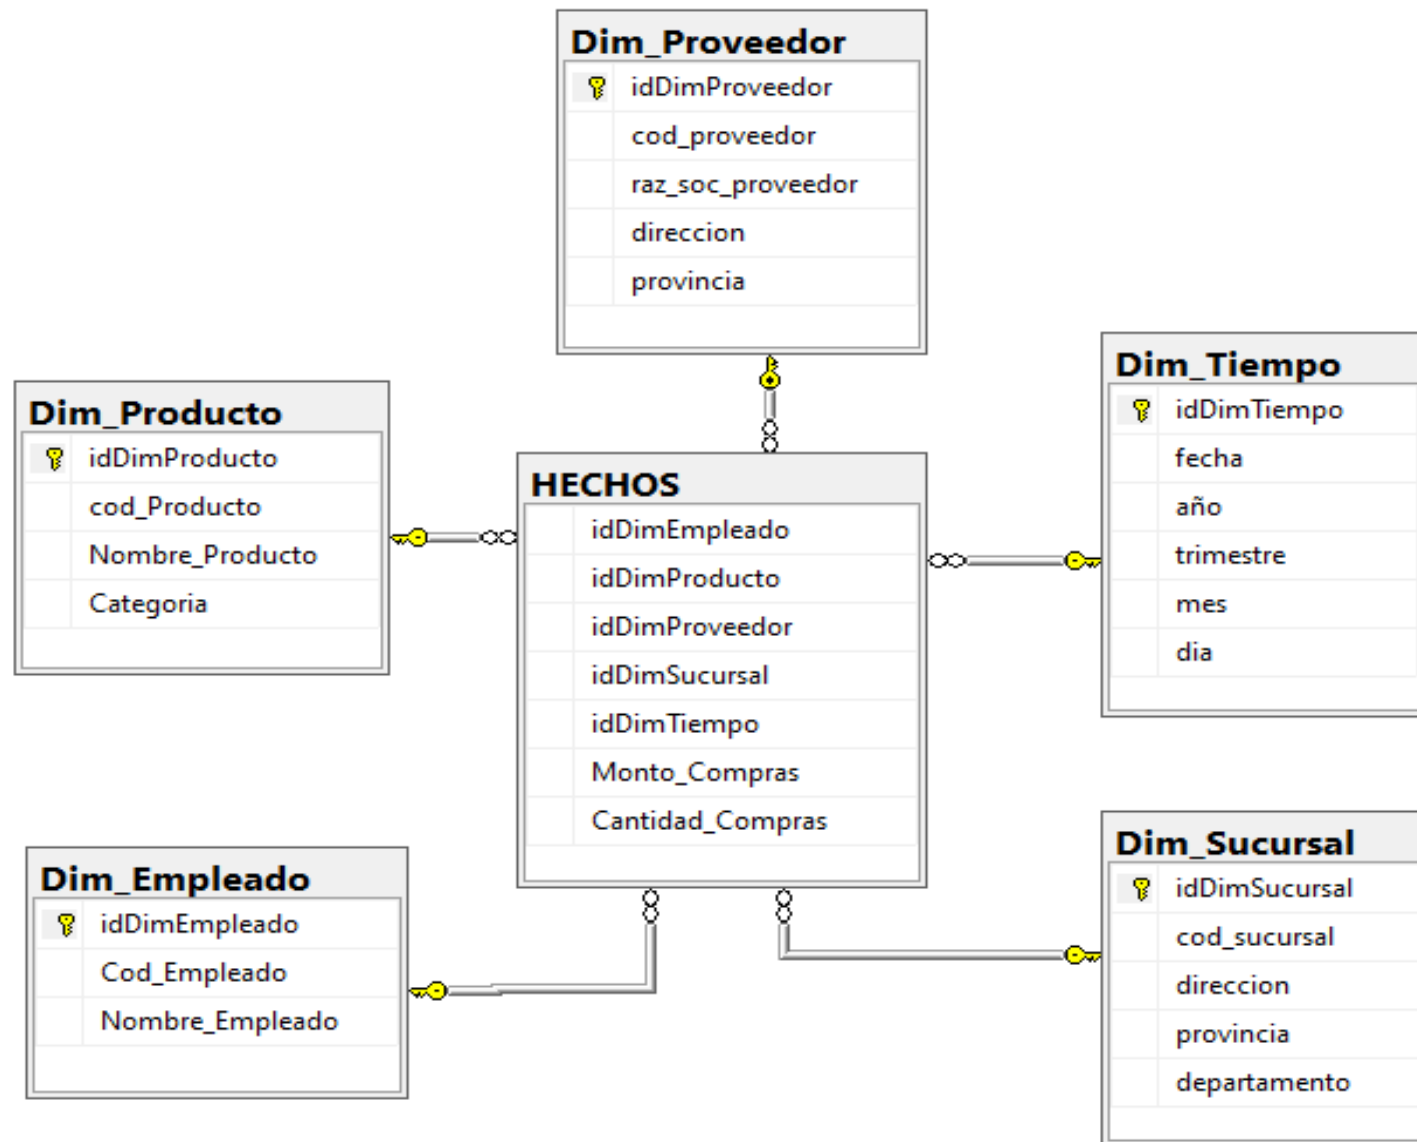 Dim_Proveedor
idDimProveedor
cod_proveedor
raz_soc_proveedor
direccion
provincia
Dim_Producto
idDimProducto
cod_Producto
Nombre_Producto
Categoria
HECHOS
idDimEmpleado
idDimProducto
idDimProveedor
idDimSucursal
idDimTiempo
Monto_Compras
Cantidad_Compras
Dim_Tiempo
idDimTiempo
fecha
año
trimestre
mes
dia
Dim_Empleado
idDimEmpleado
Cod_Empleado
Nombre_Empleado
Dim_Sucursal
idDimSucursal
cod_sucursal
direccion
provincia
departamento